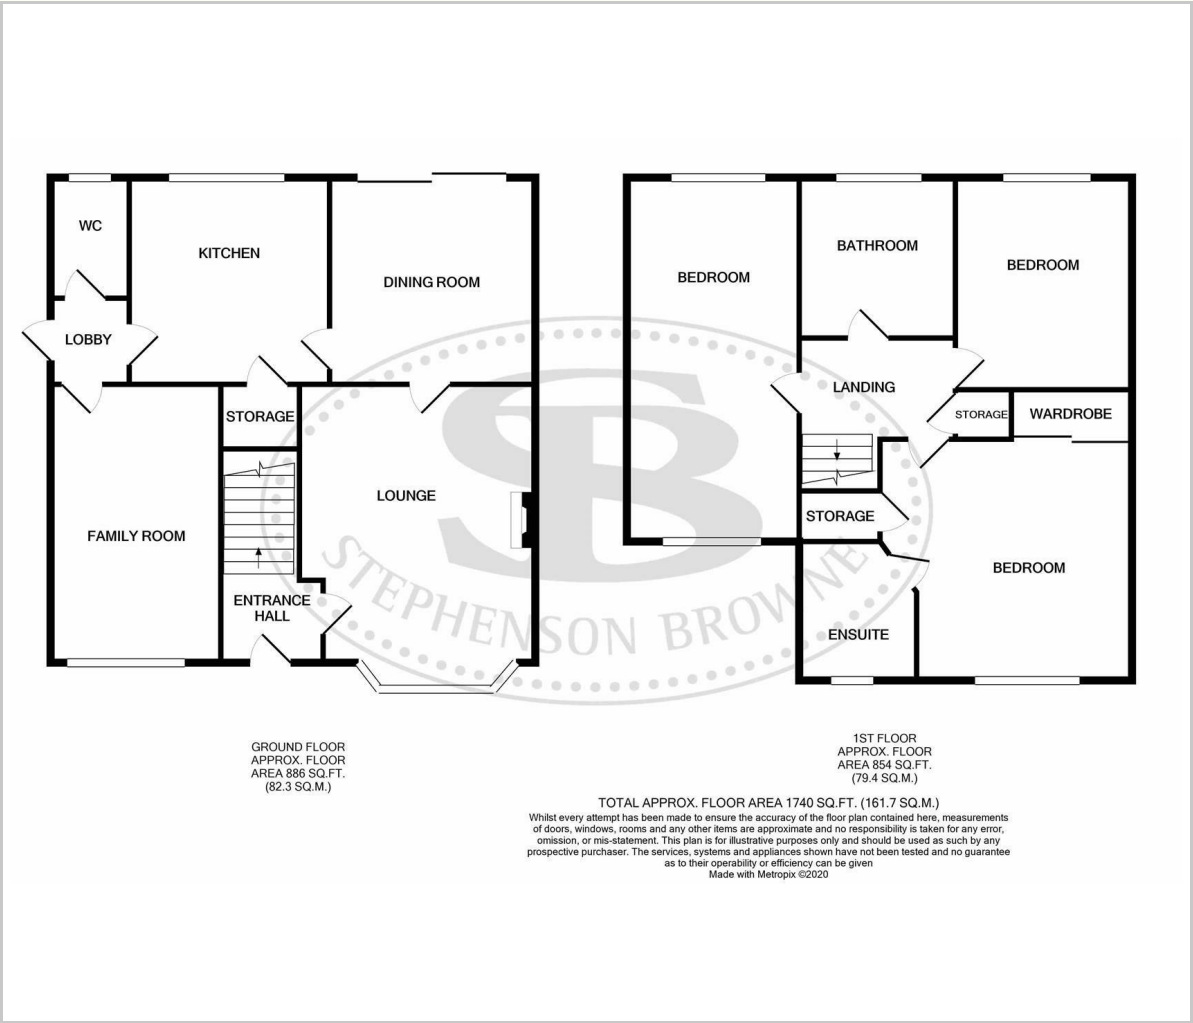 WC
KITCHEN
DINING ROOM
LOBBY
STORAGE
LOUNGE
FAMILY ROOM
ENTRANCE
HALL
BEDROOM
BATHROOM
BEDROOM
LANDING
STORAGE
WARDROBE
STORAGE
BEDROOM
ENSUITE
SB
STEPHENSON BROWNE
GROUND FLOOR
APPROX. FLOOR
AREA 886 SQ.FT.
(82.3 SQ.M.)
1ST FLOOR
APPROX. FLOOR
AREA 854 SQ.FT.
(79.4 SQ.M.)
TOTAL APPROX. FLOOR AREA 1740 SQ.FT. (161.7 SQ.M.)
Whilst every attempt has been made to ensure the accuracy of the floor plan contained here, measurements
of doors, windows, rooms and any other items are approximate and no responsibility is taken for any error,
omission, or mis-statement. This plan is for illustrative purposes only and should be used as such by any
prospective purchaser. The services, systems and appliances shown have not been tested and no guarantee
as to their operability or efficiency can be given
Made with Metropix ©2020